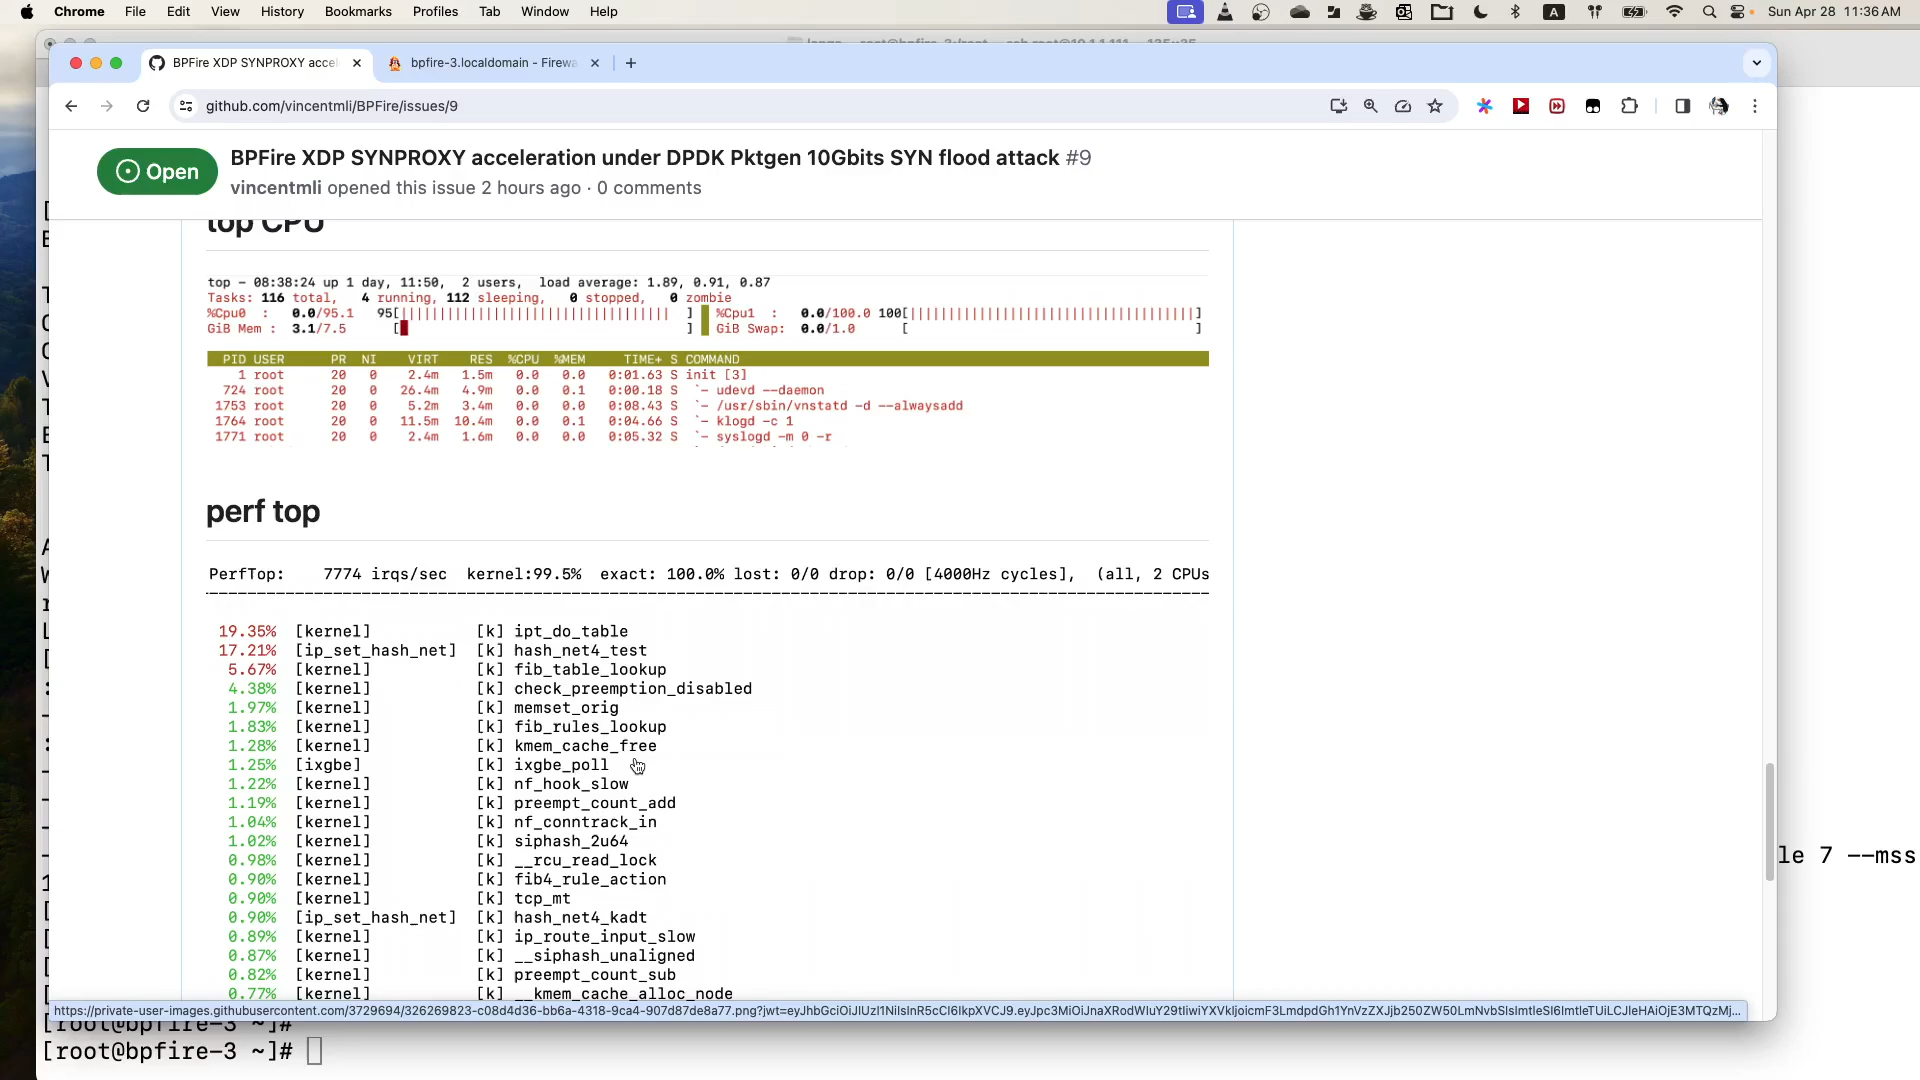 Chrome File Edit View History Bookmarks Profiles Tab Window Help A Sun Apr 28 11:36 AM
BPFire XDP SYNPROXY accel bpfire-3.localdomain - Firewa
github.com/vincentmli/BPFire/issues/9
Open
BPFire XDP SYNPROXY acceleration under DPDK Pktgen 10Gbits SYN flood attack #9
vincentmli opened this issue 2 hours ago · 0 comments
top CPU
top - 08:38:24 up 1 day, 11:50, 2 users, load average: 1.89, 0.91, 0.87
Tasks: 116 total, 4 running, 112 sleeping, 0 stopped, 0 zombie
%Cpu0 : 0.0/95.1 95[||||||||||||||||||||||||||||||||||| ] %Cpu1 : 0.0/100.0 100[|||||||||||||||||||||||||||||||||||||]
GiB Mem : 3.1/7.5 [ ] GiB Swap: 0.0/1.0 [ ]
PID USER PR NI VIRT RES %CPU %MEM TIME+ S COMMAND
1 root 20 0 2.4m 1.5m 0.0 0.0 0:01.63 S init [3]
724 root 20 0 26.4m 4.9m 0.0 0.1 0:00.18 S `- udevd --daemon
1753 root 20 0 5.2m 3.4m 0.0 0.0 0:08.43 S `- /usr/sbin/vnstatd -d --alwaysadd
1764 root 20 0 11.5m 10.4m 0.0 0.1 0:04.66 S `- klogd -c 1
1771 root 20 0 2.4m 1.6m 0.0 0.0 0:05.32 S `- syslogd -m 0 -r
perf top
PerfTop: 7774 irqs/sec kernel:99.5% exact: 100.0% lost: 0/0 drop: 0/0 [4000Hz cycles], (all, 2 CPUs
19.35% [kernel] [k] ipt_do_table
17.21% [ip_set_hash_net] [k] hash_net4_test
5.67% [kernel] [k] fib_table_lookup
4.38% [kernel] [k] check_preemption_disabled
1.97% [kernel] [k] memset_orig
1.83% [kernel] [k] fib_rules_lookup
1.28% [kernel] [k] kmem_cache_free
1.25% [ixgbe] [k] ixgbe_poll
1.22% [kernel] [k] nf_hook_slow
1.19% [kernel] [k] preempt_count_add
1.04% [kernel] [k] nf_conntrack_in
1.02% [kernel] [k] siphash_2u64
0.98% [kernel] [k] __rcu_read_lock
0.90% [kernel] [k] fib4_rule_action
0.90% [kernel] [k] tcp_mt
0.90% [ip_set_hash_net] [k] hash_net4_kadt
0.89% [kernel] [k] ip_route_input_slow
0.87% [kernel] [k] __siphash_unaligned
0.82% [kernel] [k] preempt_count_sub
0.77% [kernel] [k] __kmem_cache_alloc_node
le 7 --mss
[root@bpfire-3 ~]#
[root@bpfire-3 ~]#